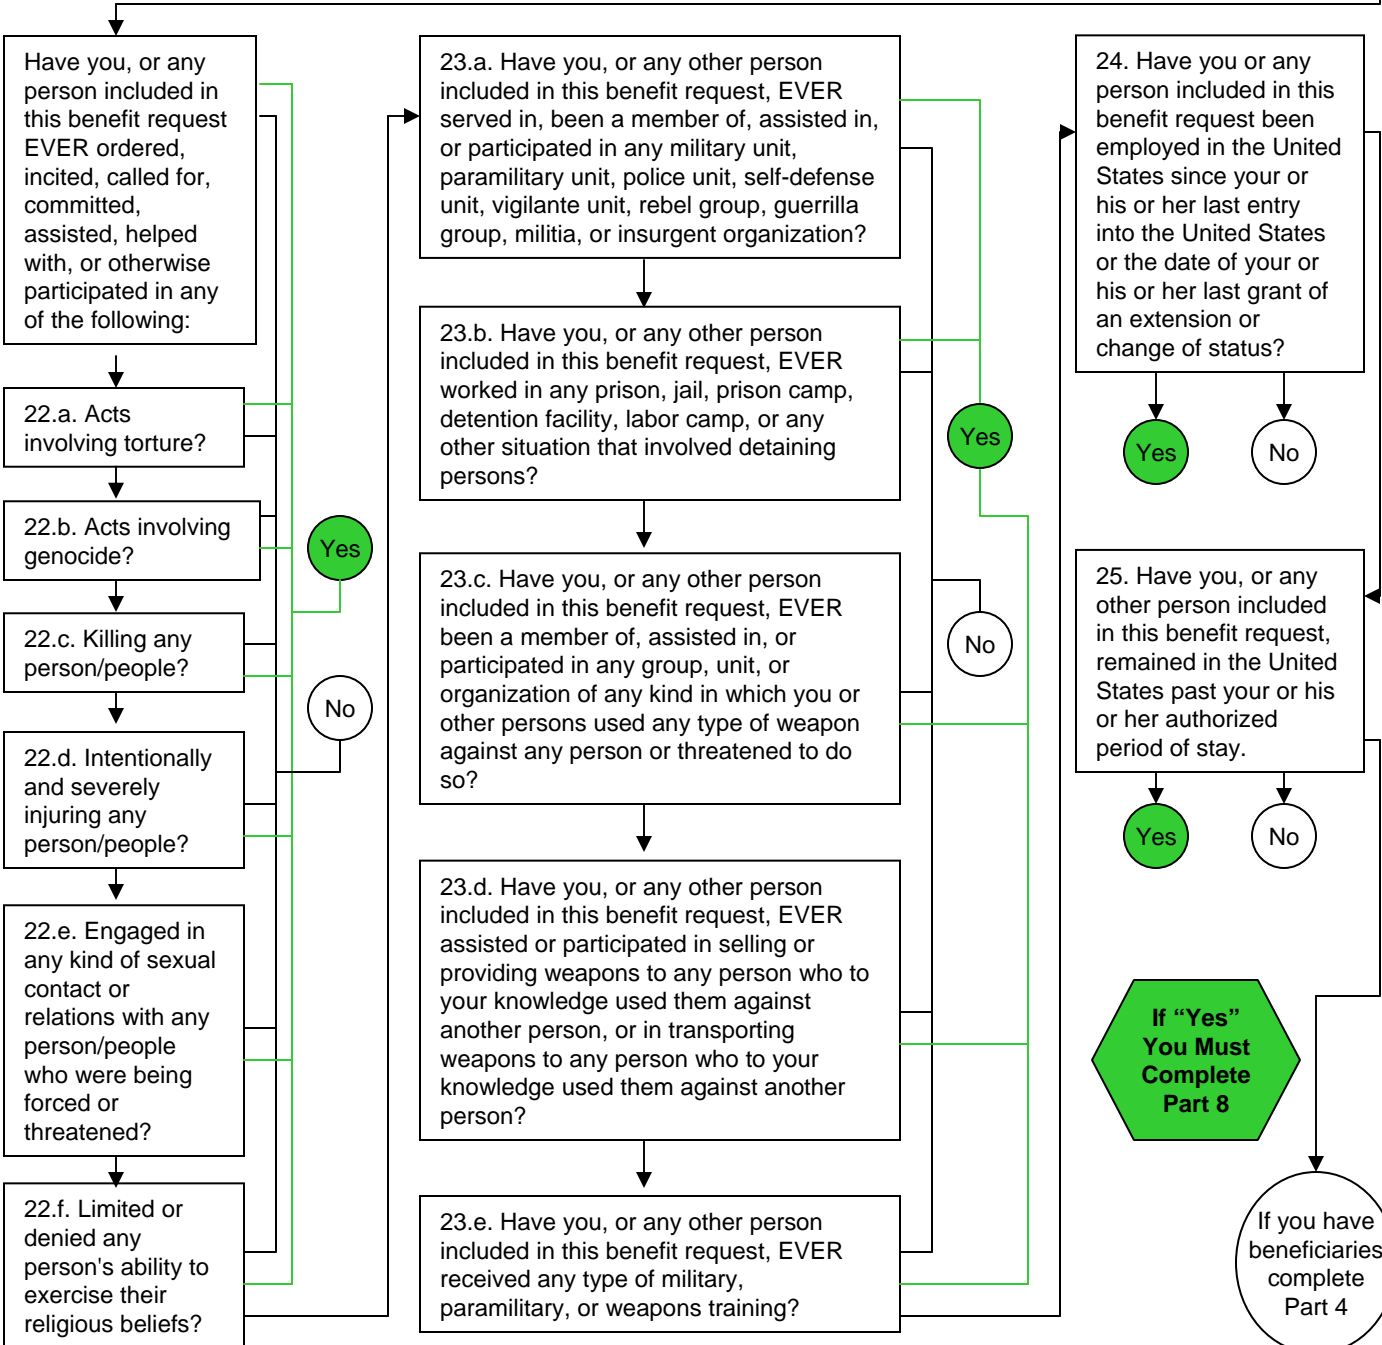 Have you, or any
person included in
this benefit request
EVER ordered,
incited, called for,
committed,
assisted, helped
with, or otherwise
participated in any
of the following:
22.a. Acts
involving torture?
22.b. Acts involving
genocide?
22.c. Killing any
person/people?
22.d. Intentionally
and severely
injuring any
person/people?
22.e. Engaged in
any kind of sexual
contact or
relations with any
person/people
who were being
forced or
threatened?
22.f. Limited or
denied any
person's ability to
exercise their
religious beliefs?
Yes
No
23.a. Have you, or any other person
included in this benefit request, EVER
served in, been a member of, assisted in,
or participated in any military unit,
paramilitary unit, police unit, self-defense
unit, vigilante unit, rebel group, guerrilla
group, militia, or insurgent organization?
23.b. Have you, or any other person
included in this benefit request, EVER
worked in any prison, jail, prison camp,
detention facility, labor camp, or any
other situation that involved detaining
persons?
23.c. Have you, or any other person
included in this benefit request, EVER
been a member of, assisted in, or
participated in any group, unit, or
organization of any kind in which you or
other persons used any type of weapon
against any person or threatened to do
so?
23.d. Have you, or any other person
included in this benefit request, EVER
assisted or participated in selling or
providing weapons to any person who to
your knowledge used them against
another person, or in transporting
weapons to any person who to your
knowledge used them against another
person?
23.e. Have you, or any other person
included in this benefit request, EVER
received any type of military,
paramilitary, or weapons training?
Yes
No
24. Have you or any
person included in this
benefit request been
employed in the United
States since your or
his or her last entry
into the United States
or the date of your or
his or her last grant of
an extension or
change of status?
Yes
No
25. Have you, or any
other person included
in this benefit request,
remained in the United
States past your or his
or her authorized
period of stay.
Yes
No
If “Yes”
You Must
Complete
Part 8
If you have
beneficiaries
complete
Part 4